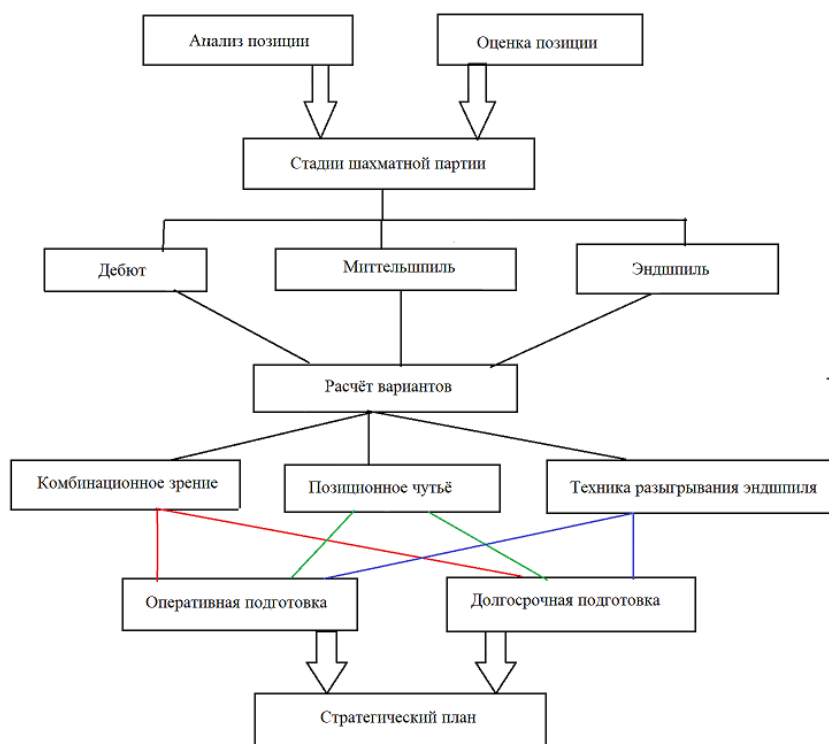 Анализ позиции
Оценка позиции
Стадии шахматной партии
Дебют
Миттельшпиль
Эндшпиль
Расчёт вариантов
Комбинационное зрение
Позиционное чутьё
Техника разыгрывания эндшпиля
Оперативная подготовка
Долгосрочная подготовка
Стратегический план